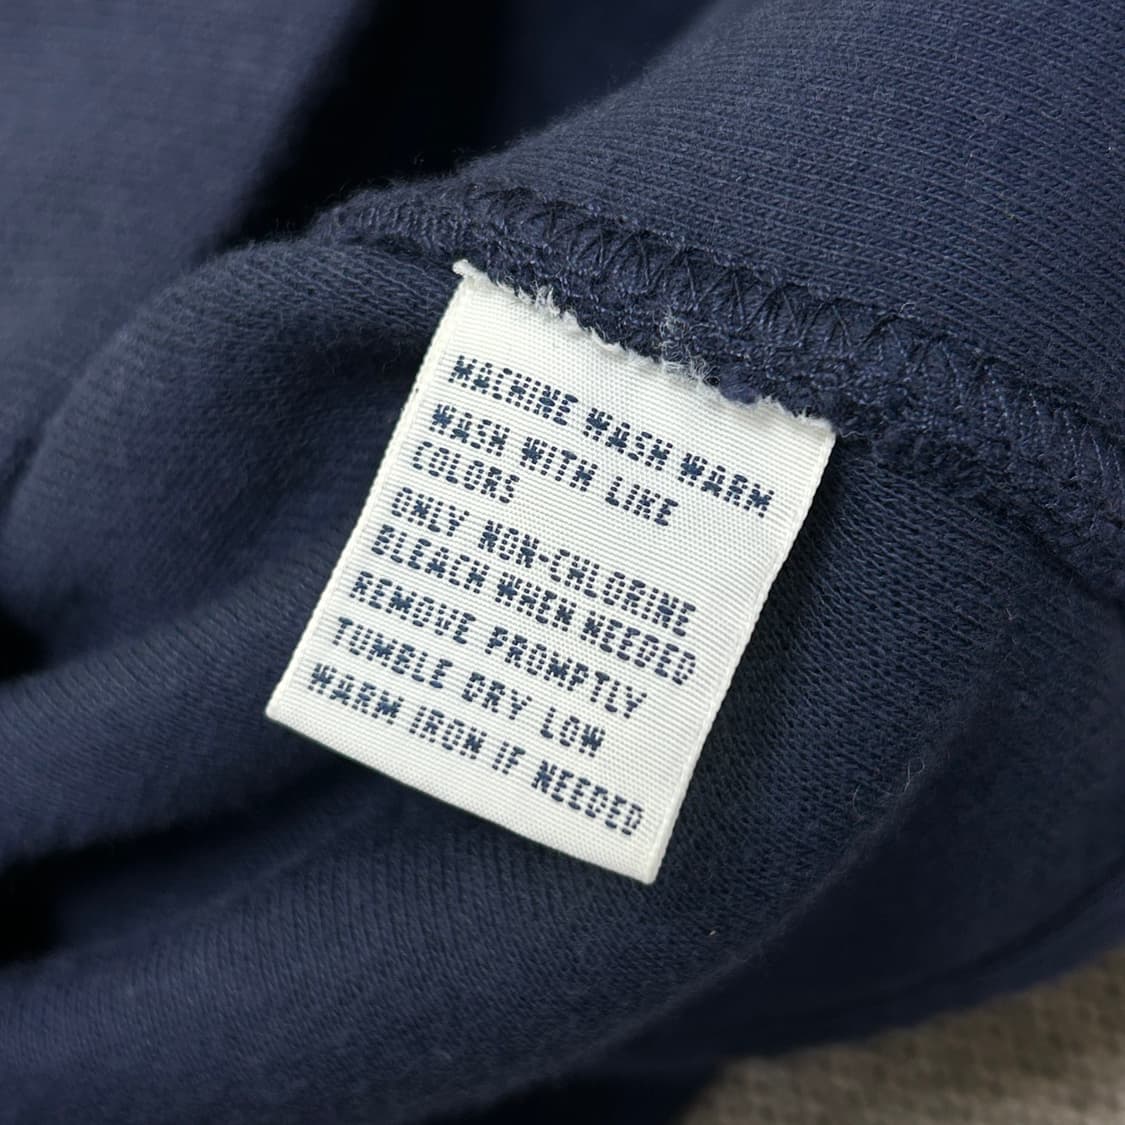 MACHINE WASH WARM
WASH WITH LIKE
COLORS
ONLY NON-CHLORINE
BLEACH WHEN NEEDED
REMOVE PROMPTLY
TUMBLE DRY LOW
WARM IRON IF NEEDED